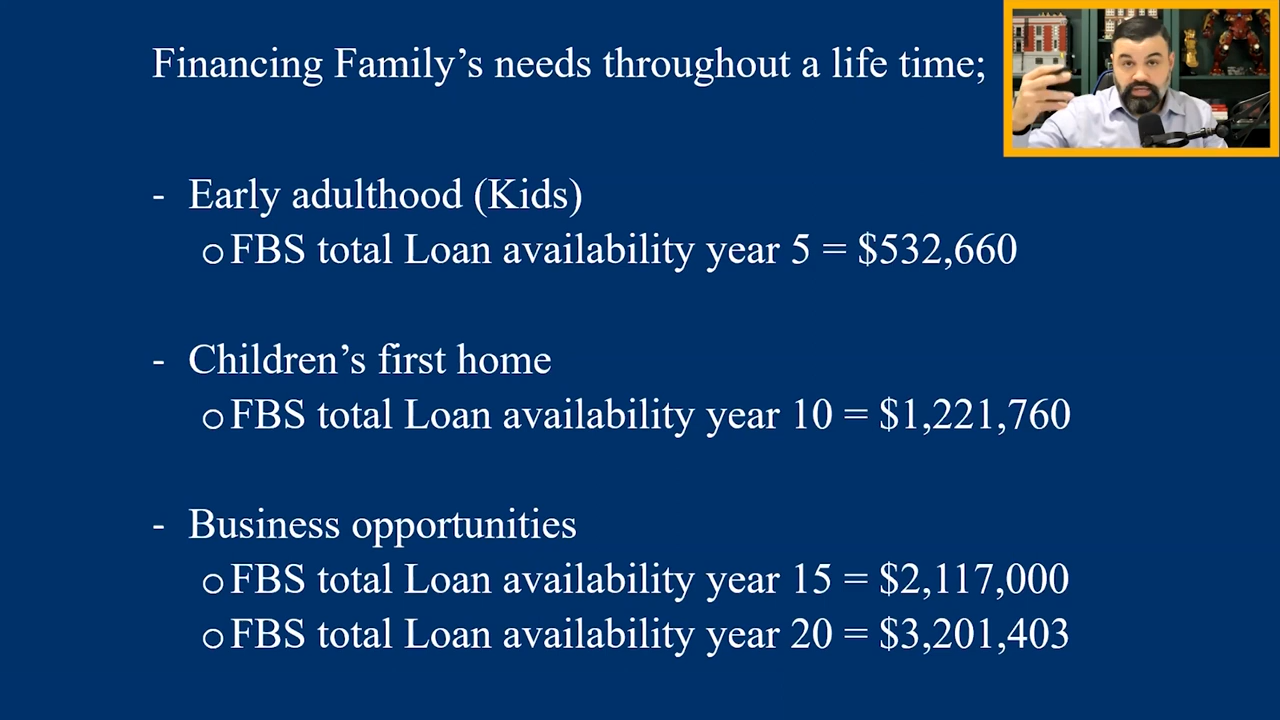 Financing Family’s needs throughout a life time;
- Early adulthood (Kids)
o FBS total Loan availability year 5 = $532,660
- Children’s first home
o FBS total Loan availability year 10 = $1,221,760
- Business opportunities
o FBS total Loan availability year 15 = $2,117,000
o FBS total Loan availability year 20 = $3,201,403